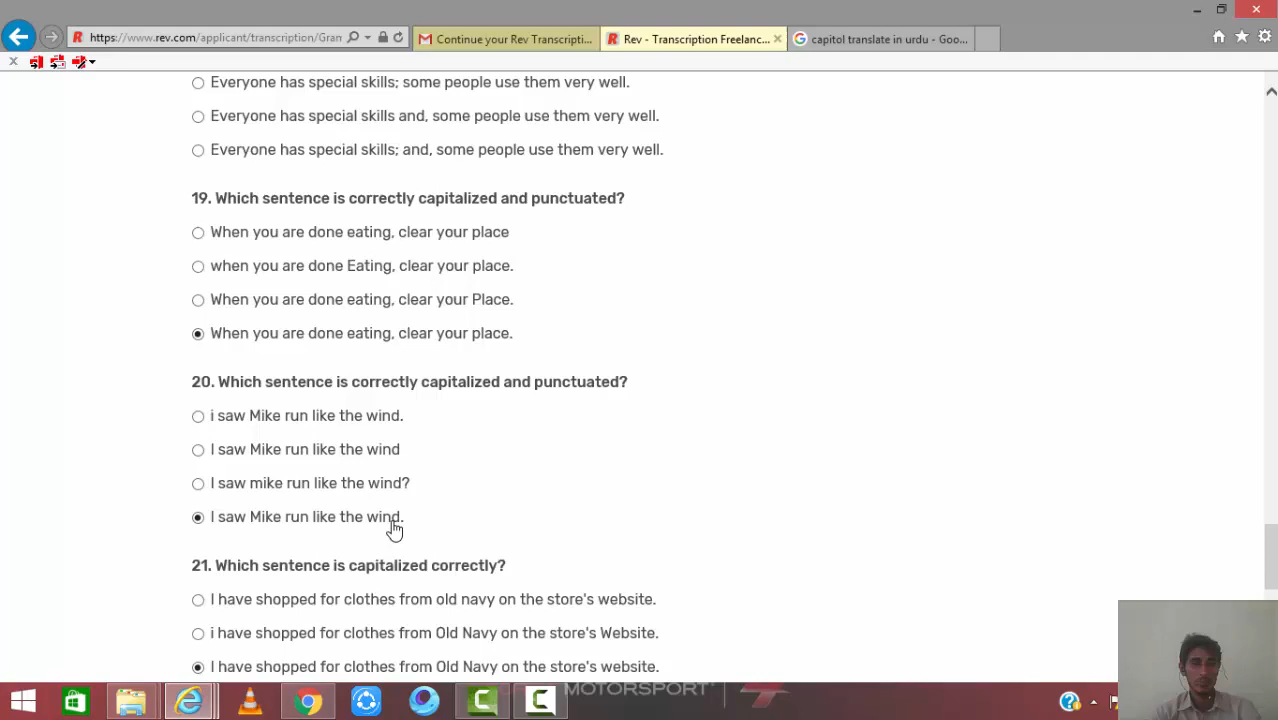 https://www.rev.com/applicant/transcription/Gran
Continue your Rev Transcripti...
Rev - Transcription Freelanc...
capitol translate in urdu - Goo...
Everyone has special skills; some people use them very well.
Everyone has special skills and, some people use them very well.
Everyone has special skills; and, some people use them very well.
19. Which sentence is correctly capitalized and punctuated?
When you are done eating, clear your place
when you are done Eating, clear your place.
When you are done eating, clear your Place.
When you are done eating, clear your place.
20. Which sentence is correctly capitalized and punctuated?
i saw Mike run like the wind.
I saw Mike run like the wind
I saw mike run like the wind?
I saw Mike run like the wind.
21. Which sentence is capitalized correctly?
I have shopped for clothes from old navy on the store's website.
i have shopped for clothes from Old Navy on the store's Website.
I have shopped for clothes from Old Navy on the store's website.
MOTORSPORT